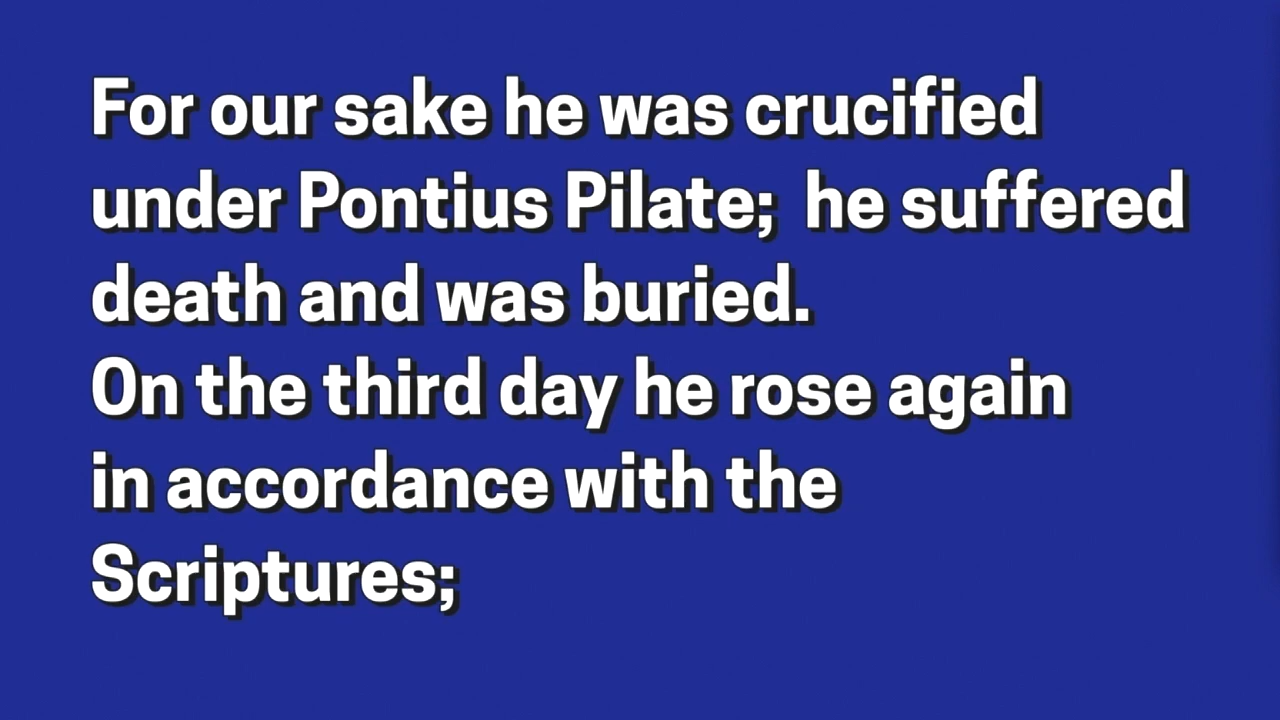 For our sake he was crucified
under Pontius Pilate;  he suffered
death and was buried.
On the third day he rose again
in accordance with the
Scriptures;